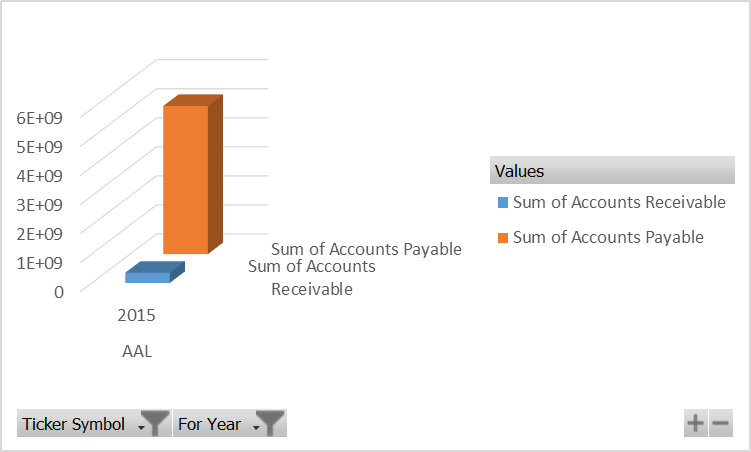 6E+09
5E+09
4E+09
3E+09
2E+09
1E+09
0
Sum of Accounts Payable
Sum of Accounts
Receivable
2015
AAL
Values
Sum of Accounts Receivable
Sum of Accounts Payable
Ticker Symbol
For Year